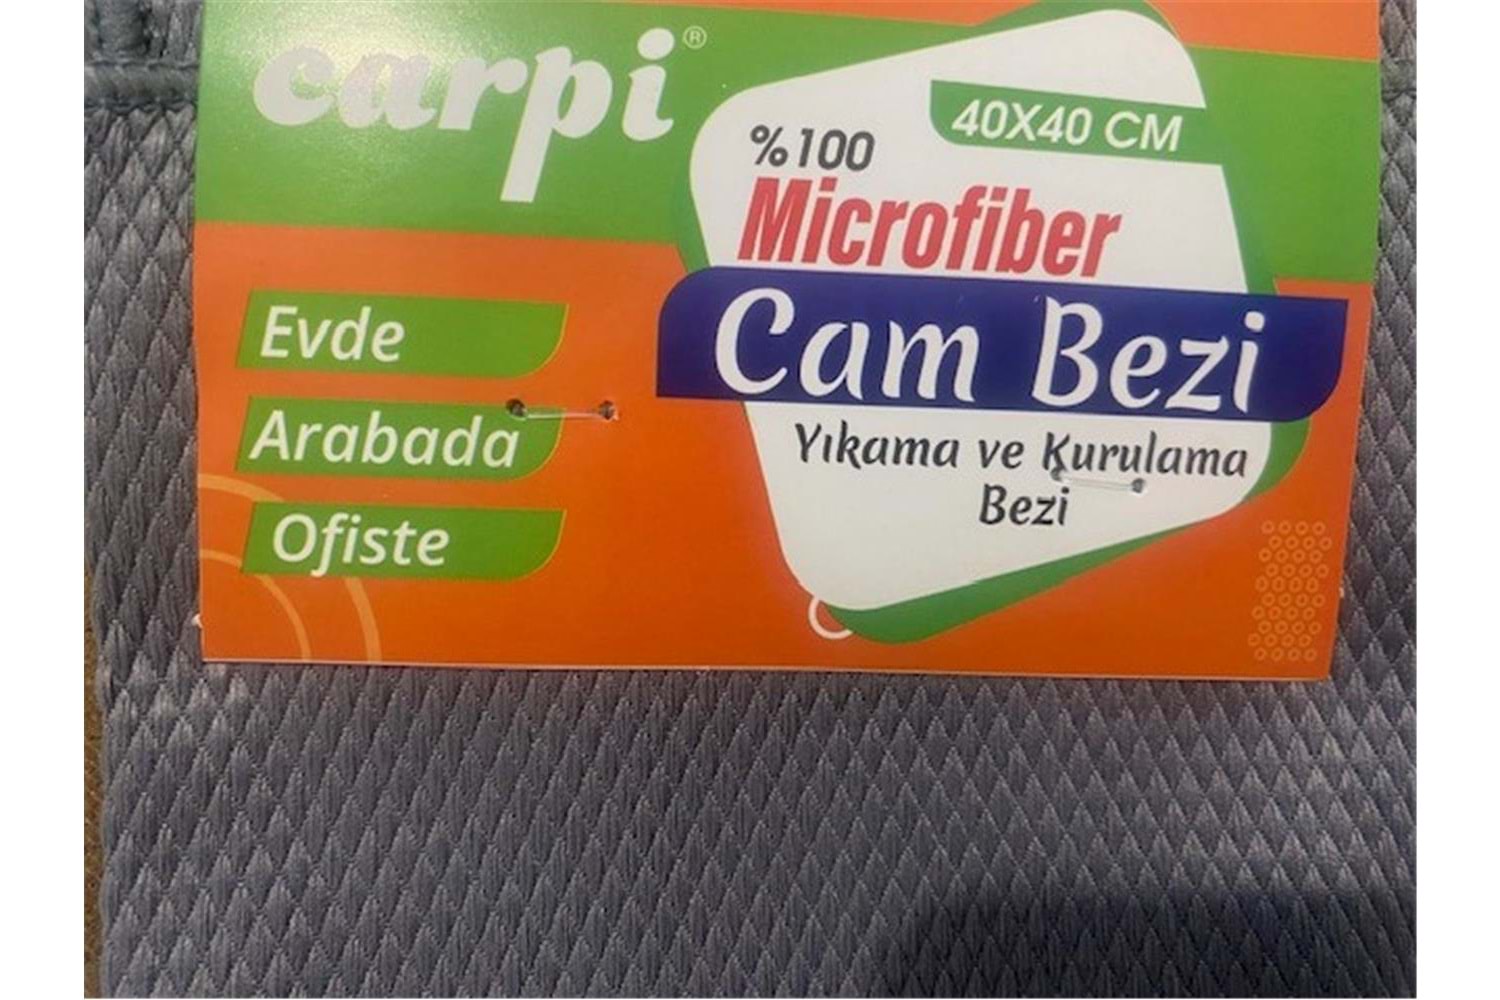 carpi®
40X40 CM
%100
Microfiber
Cam Bezi
Yıkama ve Kurulama
Bezi
Evde
Arabada
Ofiste